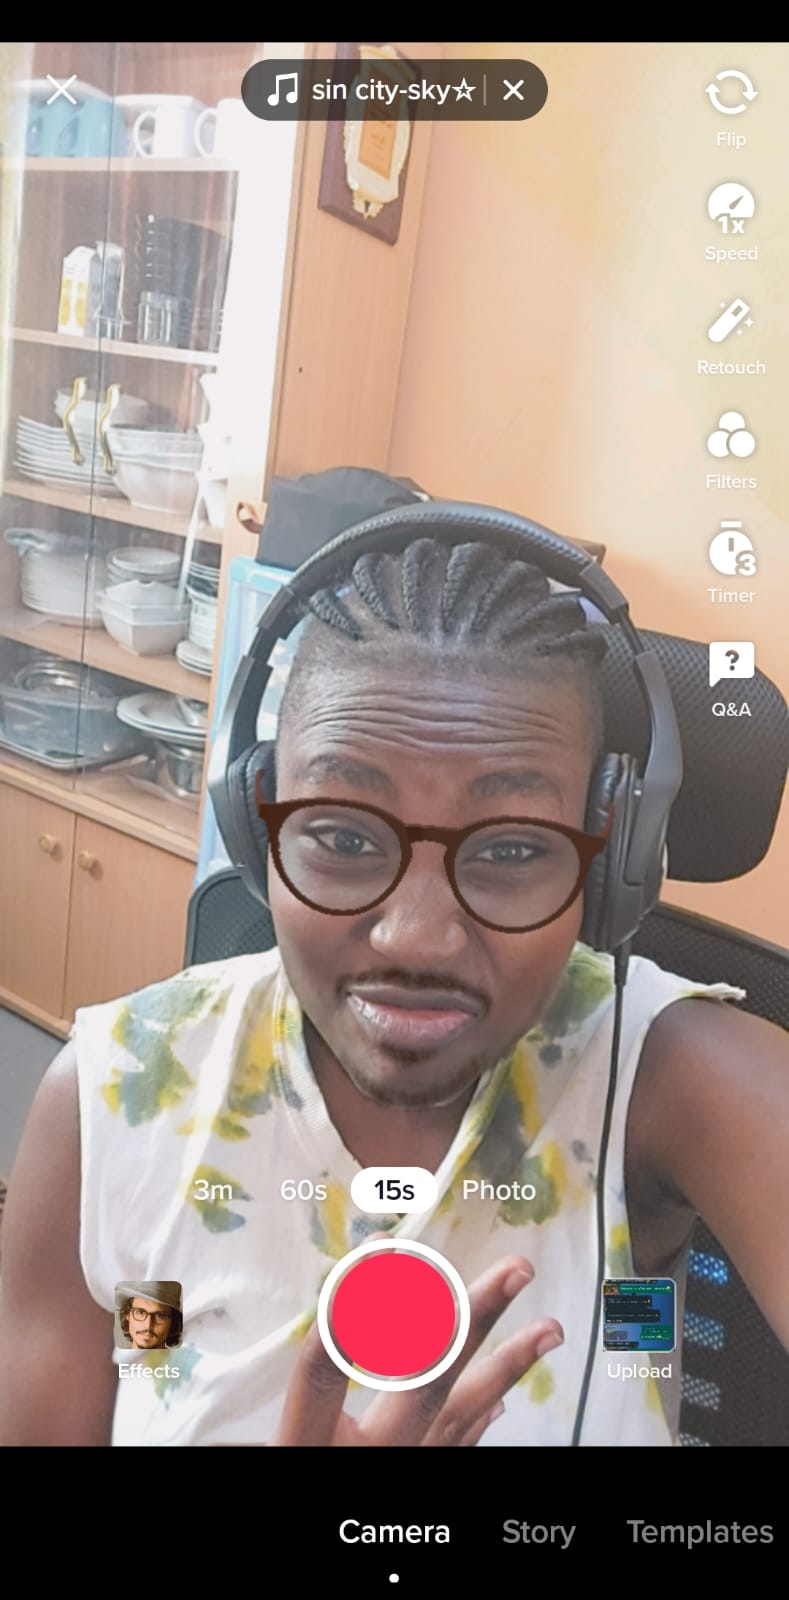 sin city-sky☆
Flip
1x
Speed
Retouch
Filters
3
Timer
?
Q&A
3m 60s 15s Photo
Effects
Upload
Camera Story Templates